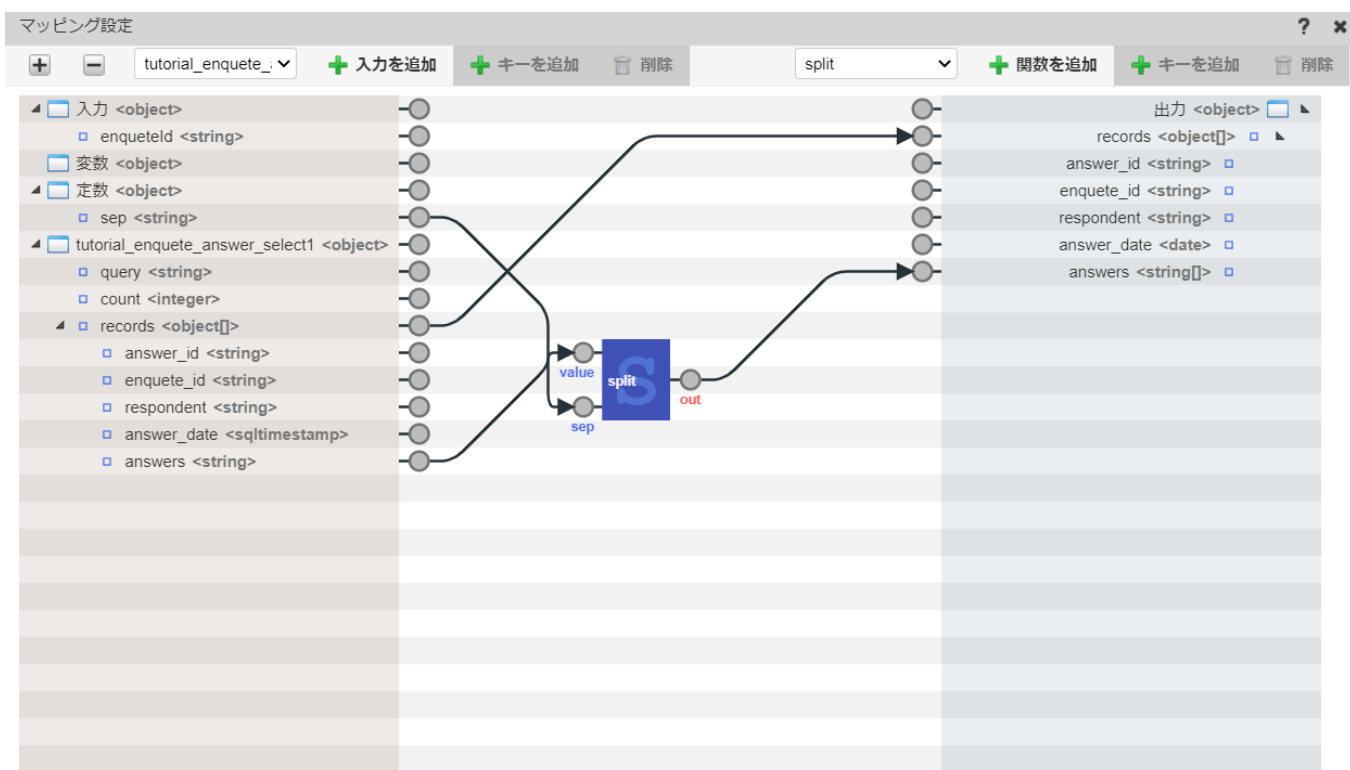 マッピング設定
? ×
tutorial_enquete_ 入力を追加 キーを追加 削除 split 関数を追加 キーを追加 削除
入力 <object> 出力 <object>
enqueteId <string> records <object[]>
変数 <object> answer_id <string>
定数 <object> enquete_id <string>
sep <string> respondent <string>
tutorial_enquete_answer_select1 <object> answer_date <date>
query <string> answers <string[]>
count <integer>
records <object[]>
answer_id <string>
enquete_id <string>
respondent <string>
answer_date <sqltimestamp>
answers <string>
value
S
split
out
sep